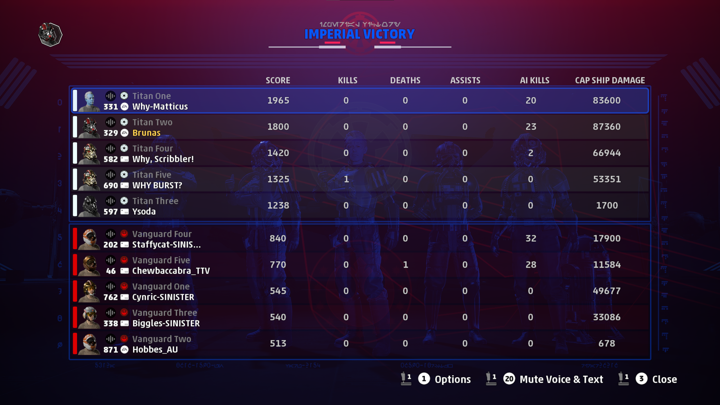 IMPERIAL VICTORY
SCORE KILLS DEATHS ASSISTS AI KILLS CAP SHIP DAMAGE
Titan One
331 Why-Matticus 1965 0 0 0 20 83600
Titan Two
329 Brunas 1800 0 0 0 23 87360
Titan Four
582 Why, Scribbler! 1420 0 0 0 2 66944
Titan Five
690 WHY BURST? 1325 1 0 0 0 53351
Titan Three
597 Ysoda 1238 0 0 0 0 1700
Vanguard Four
202 Staffycat-SINIS... 840 0 0 0 32 17900
Vanguard Five
46 Chewbaccabra_TTV 770 0 1 0 28 11584
Vanguard One
762 Cynric-SINISTER 545 0 0 0 0 49677
Vanguard Three
338 Biggles-SINISTER 540 0 0 0 0 33086
Vanguard Two
871 Hobbes_AU 513 0 0 0 0 678
1 1 Options 1 20 Mute Voice & Text 1 3 Close